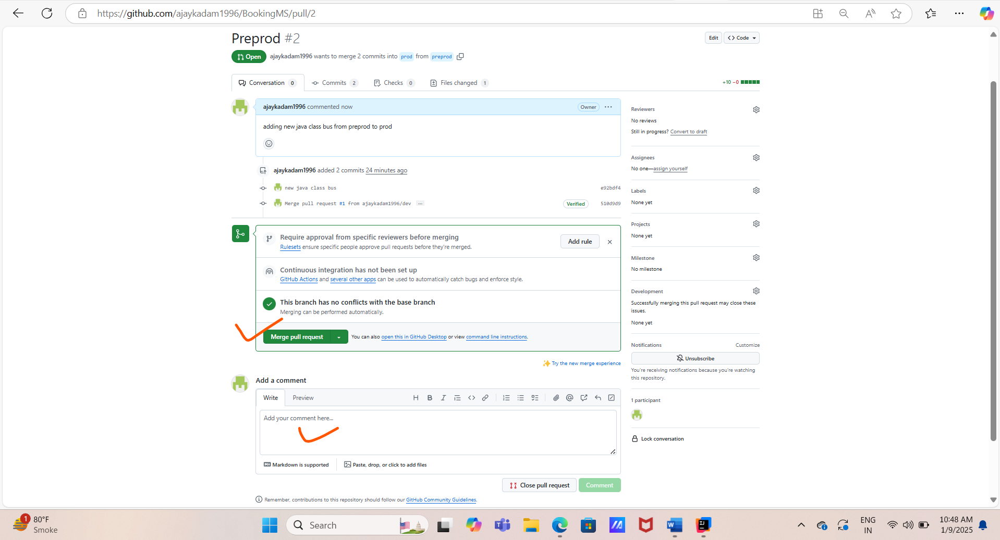 https://github.com/ajaykadam1996/BookingMS/pull/2
Preprod #2
Edit
Code
Open
ajaykadam1996 wants to merge 2 commits into prod from preprod
Conversation 0
Commits 2
Checks 0
Files changed 1
+10 −0
ajaykadam1996 commented now
Owner
adding new java class bus from preprod to prod
ajaykadam1996 added 2 commits 24 minutes ago
new java class bus
e92bdf4
Merge pull request #1 from ajaykadam1996/dev ...
Verified
510d9d9
Require approval from specific reviewers before merging
Rulesets ensure specific people approve pull requests before they're merged.
Add rule
Continuous integration has not been set up
GitHub Actions and several other apps can be used to automatically catch bugs and enforce style.
This branch has no conflicts with the base branch
Merging can be performed automatically.
Merge pull request
You can also open this in GitHub Desktop or view command line instructions.
Try the new merge experience
Add a comment
Write
Preview
H B I
Add your comment here...
Markdown is supported
Paste, drop, or click to add files
Close pull request
Comment
Remember, contributions to this repository should follow our GitHub Community Guidelines.
Reviewers
No reviews
Still in progress? Convert to draft
Assignees
No one—assign yourself
Labels
None yet
Projects
None yet
Milestone
No milestone
Development
Successfully merging this pull request may close these
issues.
None yet
Notifications
Customize
Unsubscribe
You're receiving notifications because you're watching
this repository.
1 participant
Lock conversation
1
80°F
Smoke
Search
ENG
IN
10:48 AM
1/9/2025